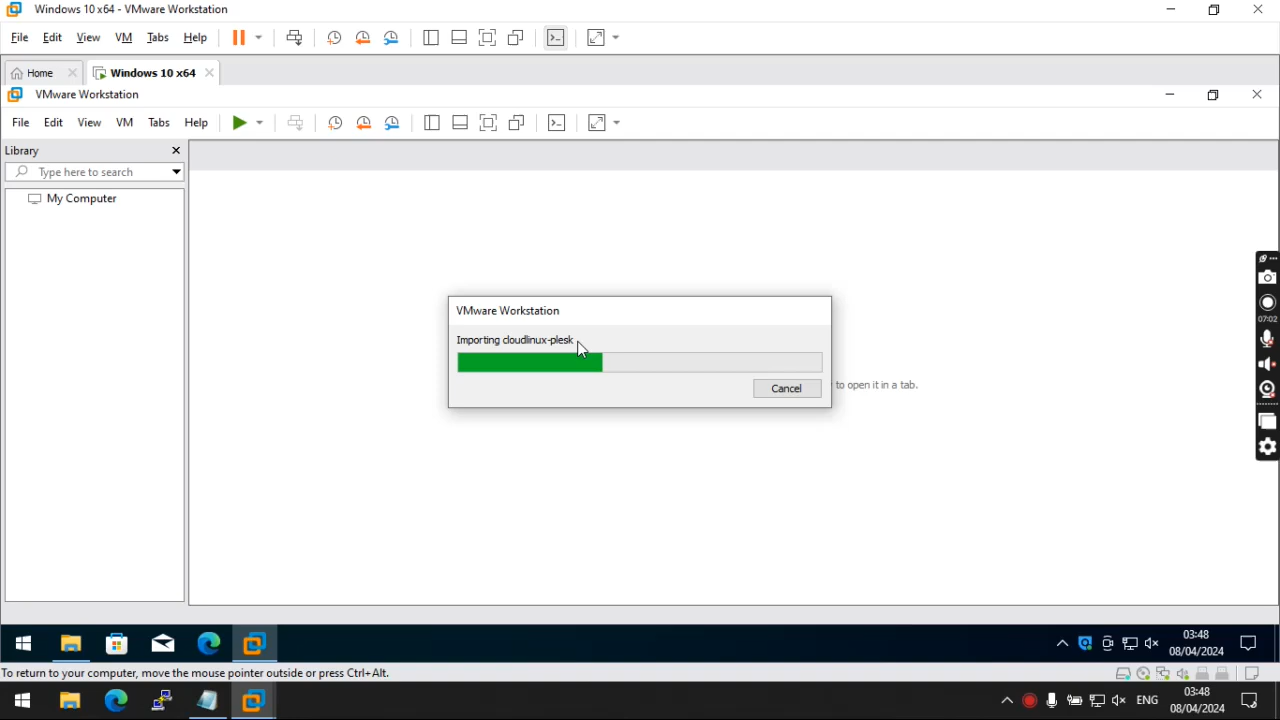 Windows 10 x64 - VMware Workstation
File Edit View VM Tabs Help
Home Windows 10 x64
VMware Workstation
File Edit View VM Tabs Help
Library
Type here to search
My Computer
VMware Workstation
Importing cloudlinux-plesk
Cancel
to open it in a tab.
07:02
03:48
08/04/2024
To return to your computer, move the mouse pointer outside or press Ctrl+Alt.
ENG
03:48
08/04/2024